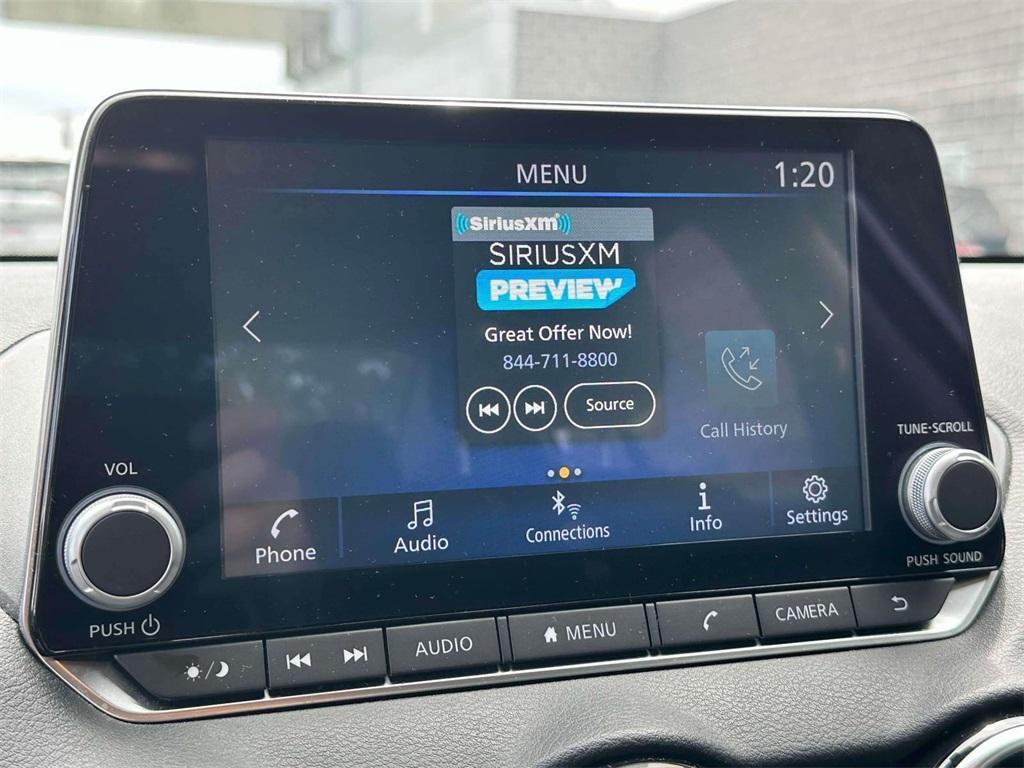 MENU
1:20
SiriusXM
SIRIUSXM
PREVIEW
Great Offer Now!
844-711-8800
Source
Call History
Phone
Audio
Connections
Info
Settings
VOL
PUSH
TUNE·SCROLL
PUSH SOUND
AUDIO
MENU
CAMERA